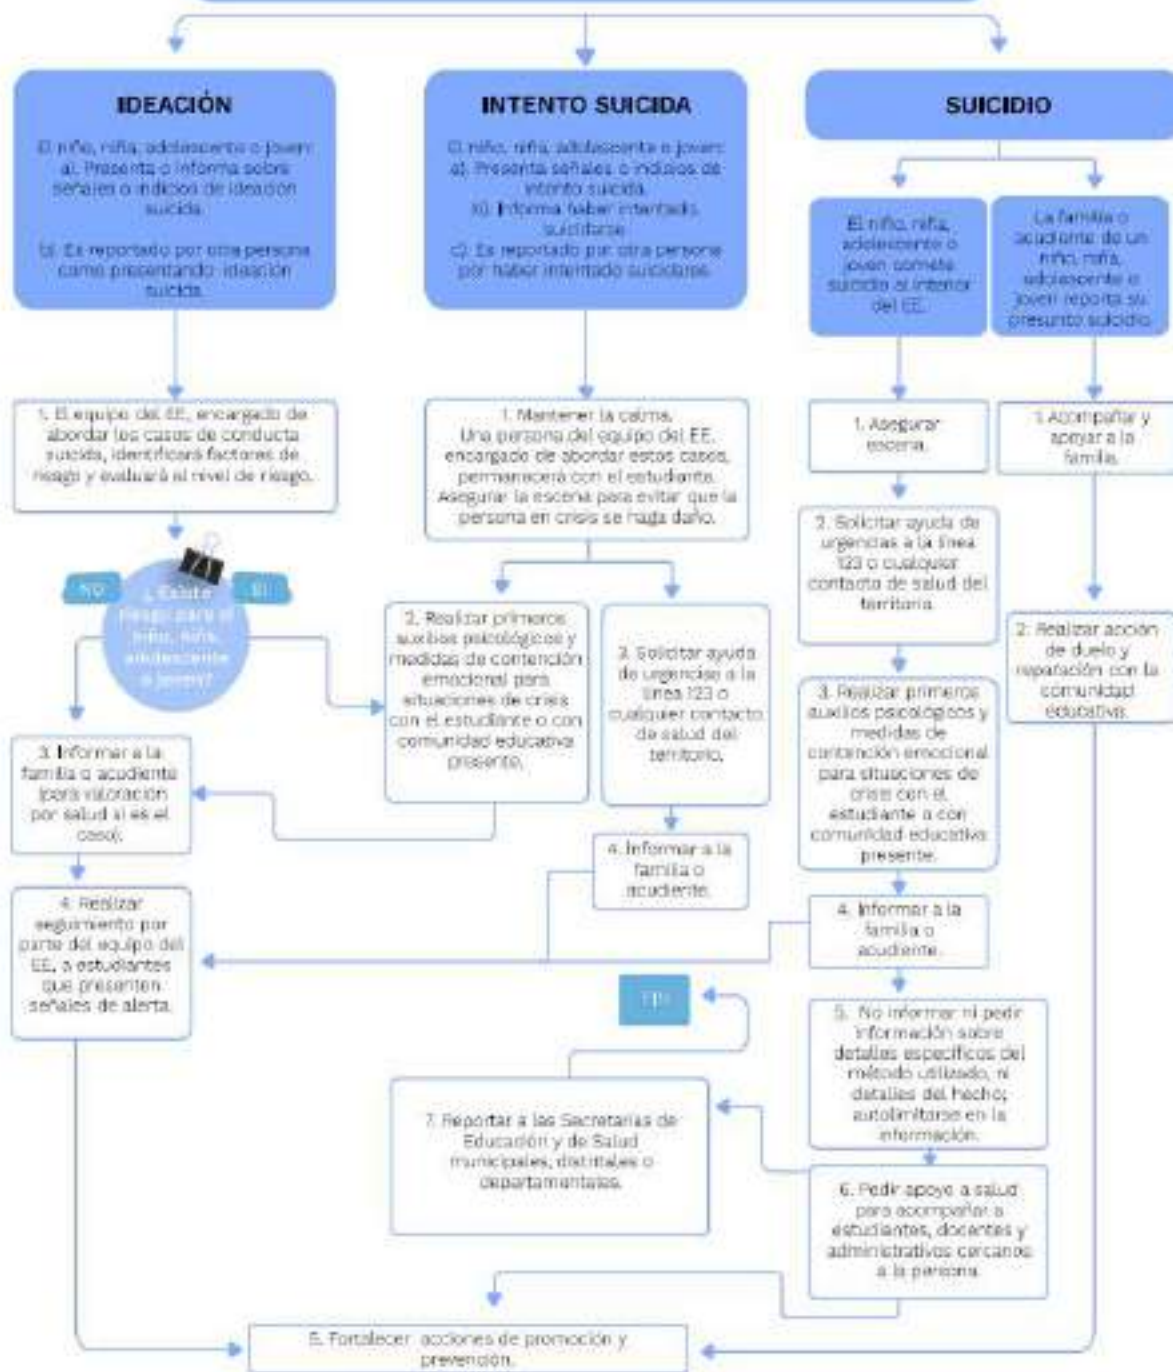 IDEACIÓN
El niño, niña, adolescente o joven:
a). Presenta o informa sobre
señales o indicios de ideación
suicida.
b). Es reportado por otra persona
como presentando ideación
suicida.
INTENTO SUICIDA
El niño, niña, adolescente o joven:
a). Presenta señales o indicios de
intento suicida.
b). Informa haber intentado
suicidarse
c). Es reportado por otra persona
por haber intentado suicidarse.
SUICIDIO
El niño, niña,
adolescente o
joven comete
suicidio al interior
del EE.
La familia o
acudiente de un
niño, niña,
adolescente o
joven reporta su
presunto suicidio.
1. El equipo del EE, encargado de
abordar los casos de conducta
suicida, identificará factores de
riesgo y evaluará el nivel de riesgo.
NO
SI
¿Existe
riesgo para el
niño, niña,
adolescente
o joven?
3. Informar a la
familia o acudiente
(para valoración
por salud si es el
caso).
4. Realizar
seguimiento por
parte del equipo del
EE, a estudiantes
que presenten
señales de alerta.
1. Mantener la calma.
Una persona del equipo del EE,
encargado de abordar estos casos,
permanecerá con el estudiante.
Asegurar la escena para evitar que la
persona en crisis se haga daño.
2. Realizar primeros
auxilios psicológicos y
medidas de contención
emocional para
situaciones de crisis
con el estudiante o con
comunidad educativa
presente.
3. Solicitar ayuda
de urgencias a la
línea 123 o
cualquier contacto
de salud del
territorio.
4. Informar a la
familia o
acudiente.
1. Asegurar
escena.
2. Solicitar ayuda de
urgencias a la línea
123 o cualquier
contacto de salud del
territorio.
3. Realizar primeros
auxilios psicológicos y
medidas de
contención emocional
para situaciones de
crisis con el
estudiante o con
comunidad educativa
presente.
4. Informar a la
familia o
acudiente.
5. No informar ni pedir
información sobre
detalles específicos del
método utilizado, ni
detalles del hecho;
autolimitarse en la
información.
6. Pedir apoyo a salud
para acompañar a
estudiantes, docentes y
administrativos cercanos
a la persona.
1. Acompañar y
apoyar a la
familia.
2. Realizar acción
de duelo y
reparación con la
comunidad
educativa.
FIN
7. Reportar a las Secretarías de
Educación y de Salud
municipales, distritales o
departamentales.
5. Fortalecer acciones de promoción y
prevención.